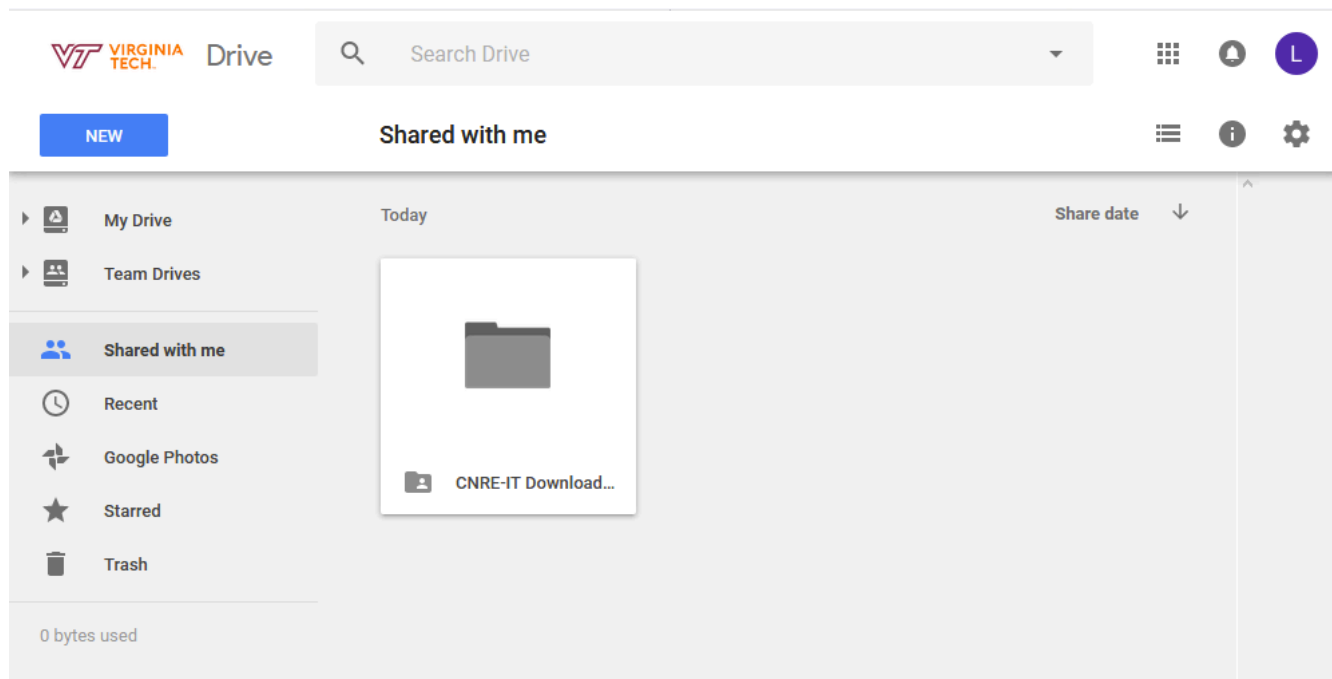 VT VIRGINIA TECH. Drive
Search Drive
L
NEW
Shared with me
My Drive
Team Drives
Shared with me
Recent
Google Photos
Starred
Trash
0 bytes used
Today
Share date
CNRE-IT Download...